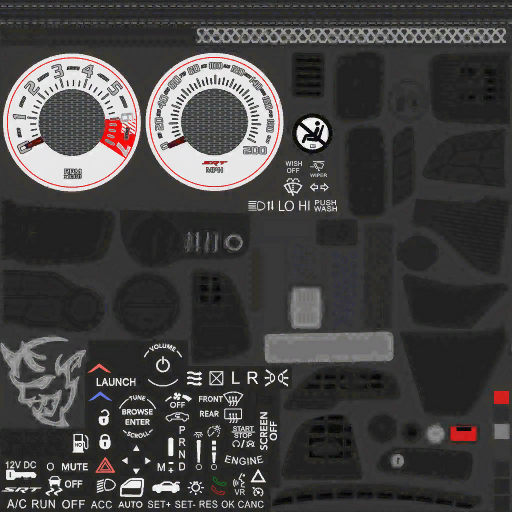 1 2 3 4 5
20 40 60 80 100 120 140 160 180 200
SRT
MPH
WISH
OFF
WIPER
LO HI PUSH
WASH
VOLUME
LAUNCH
L R
TUNE
BROWSE
ENTER
SCROLL
OFF
FRONT
REAR
P
R
N
D
M
+
-
START
STOP
SCREEN
OFF
ENGINE
12V DC
MUTE
SRT
OFF
VR
A/C RUN OFF ACC AUTO SET+ SET- RES OK CANC